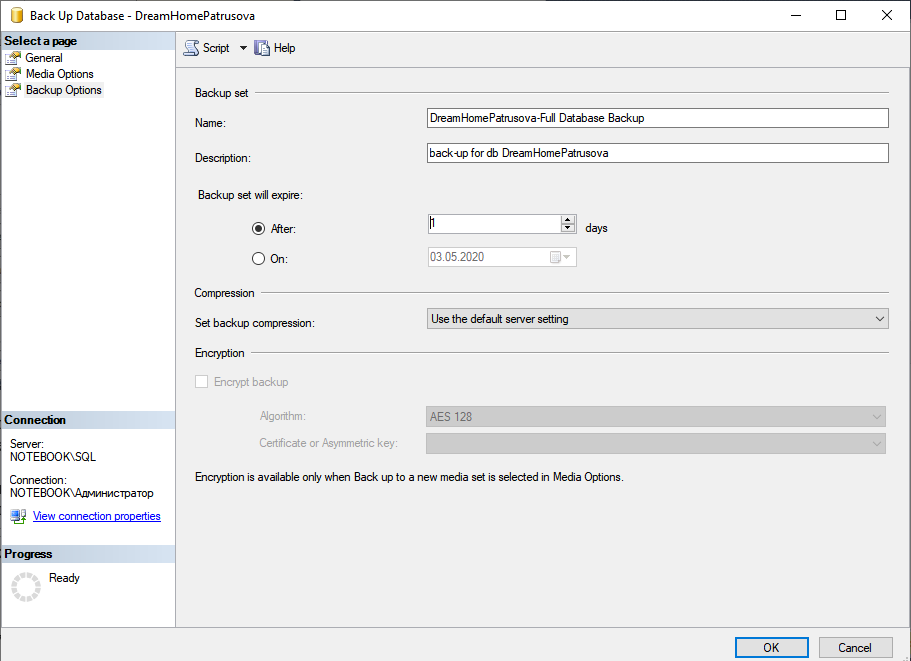 Back Up Database - DreamHomePatrusova
Select a page
General
Media Options
Backup Options
Script
Help
Backup set
Name:
DreamHomePatrusova-Full Database Backup
Description:
back-up for db DreamHomePatrusova
Backup set will expire:
After:
1
days
On:
03.05.2020
Compression
Set backup compression:
Use the default server setting
Encryption
Encrypt backup
Algorithm:
AES 128
Certificate or Asymmetric key:
Encryption is available only when Back up to a new media set is selected in Media Options.
Connection
Server:
NOTEBOOK\SQL
Connection:
NOTEBOOK\Администратор
View connection properties
Progress
Ready
OK
Cancel